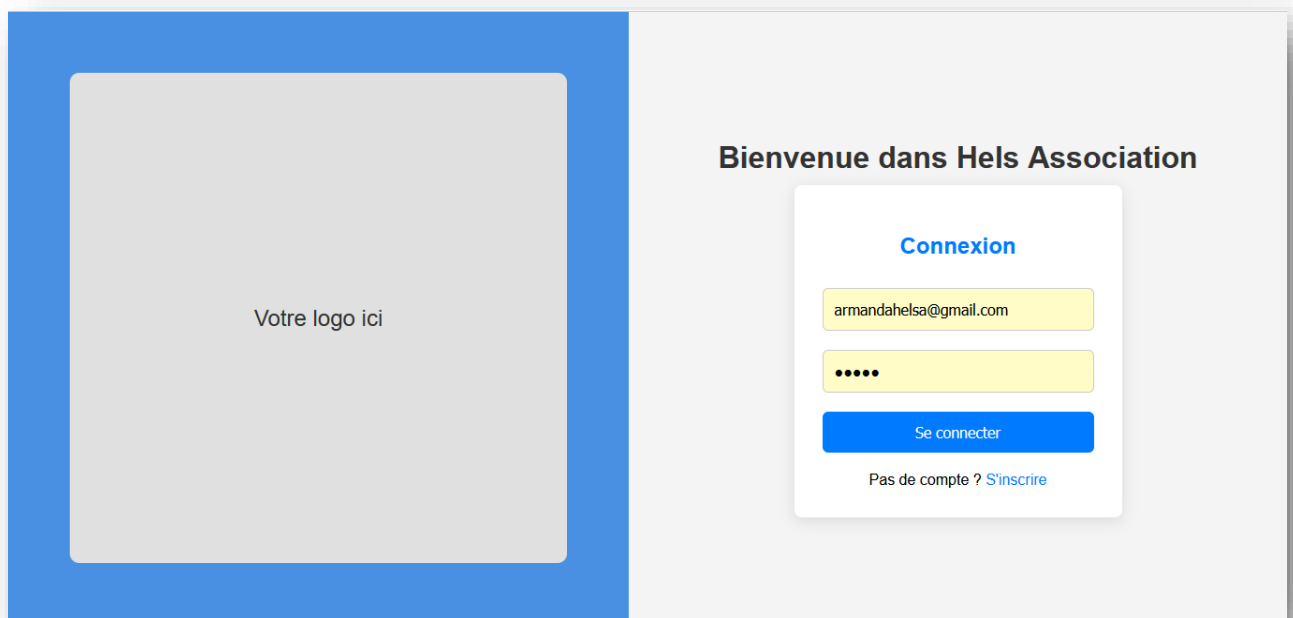 Votre logo ici
Bienvenue dans Hels Association
Connexion
armandahelsa@gmail.com
•••••
Se connecter
Pas de compte ? S'inscrire